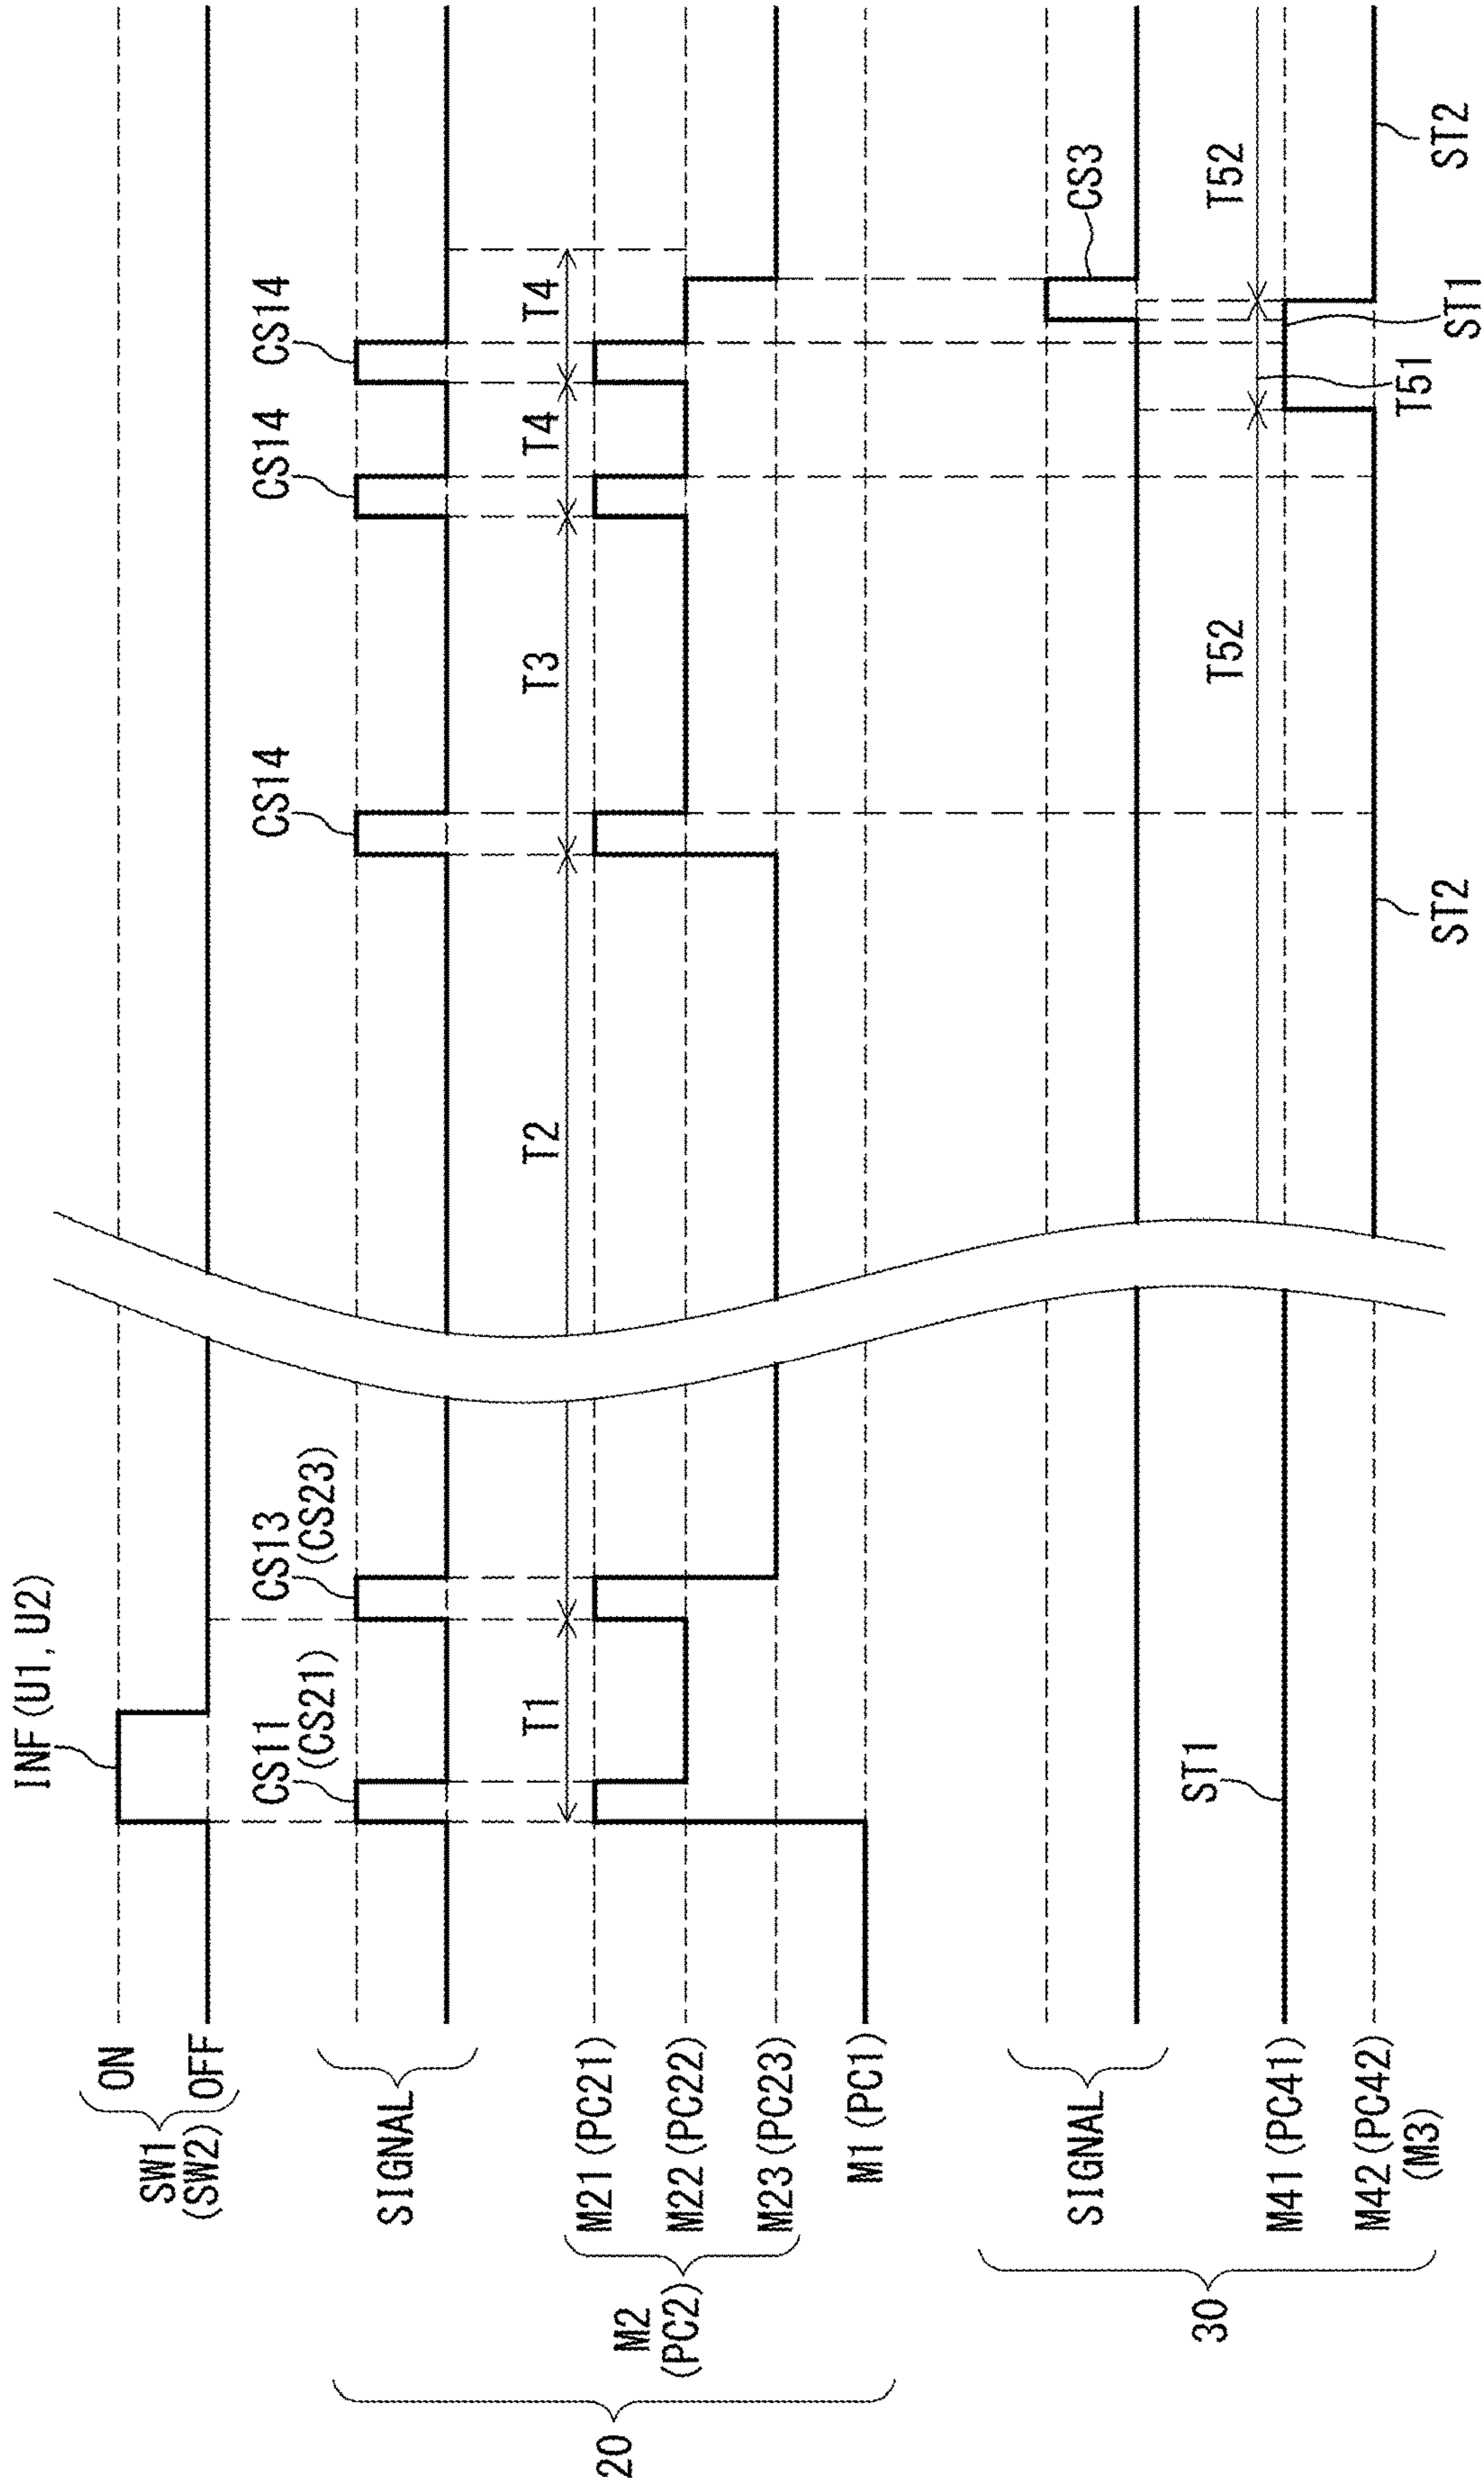 INF (U1, U2)
SW1
(SW2)
ON
OFF
CS11
(CS21)
CS13
(CS23)
CS14
CS14
CS14
SIGNAL
T1
T2
T3
T4
T4
20
M2
(PC2)
M21 (PC21)
M22 (PC22)
M23 (PC23)
M1 (PC1)
30
SIGNAL
CS3
T52
T52
T51
M41 (PC41)
M42 (PC42)
(M3)
ST1
ST2
ST1
ST2